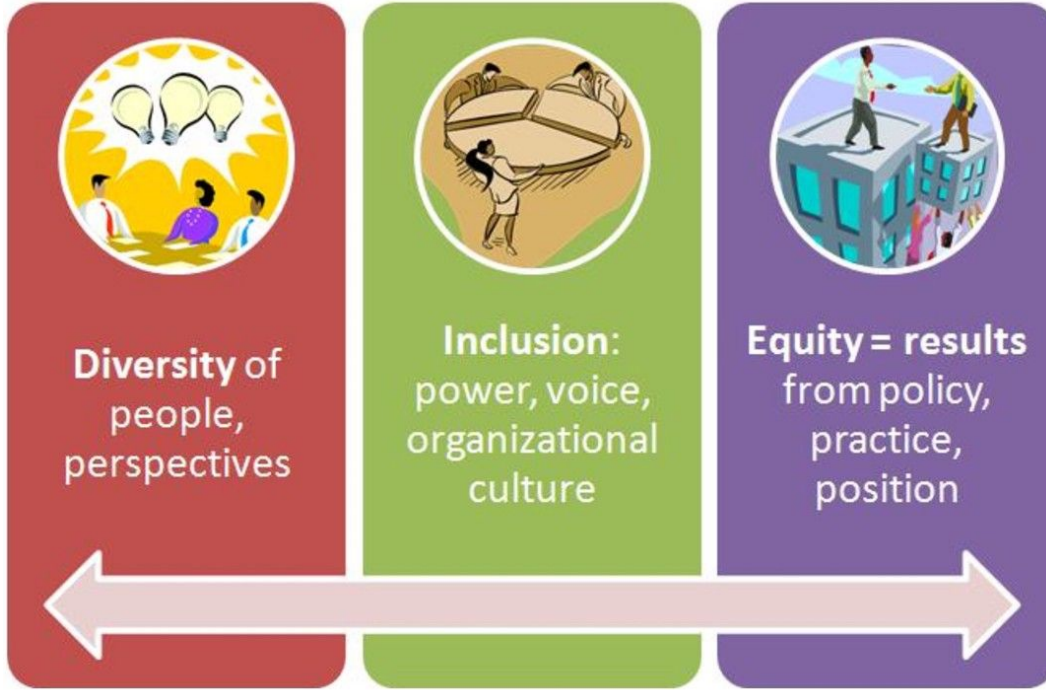 Diversity of
people,
perspectives
Inclusion:
power, voice,
organizational
culture
Equity = results
from policy,
practice,
position